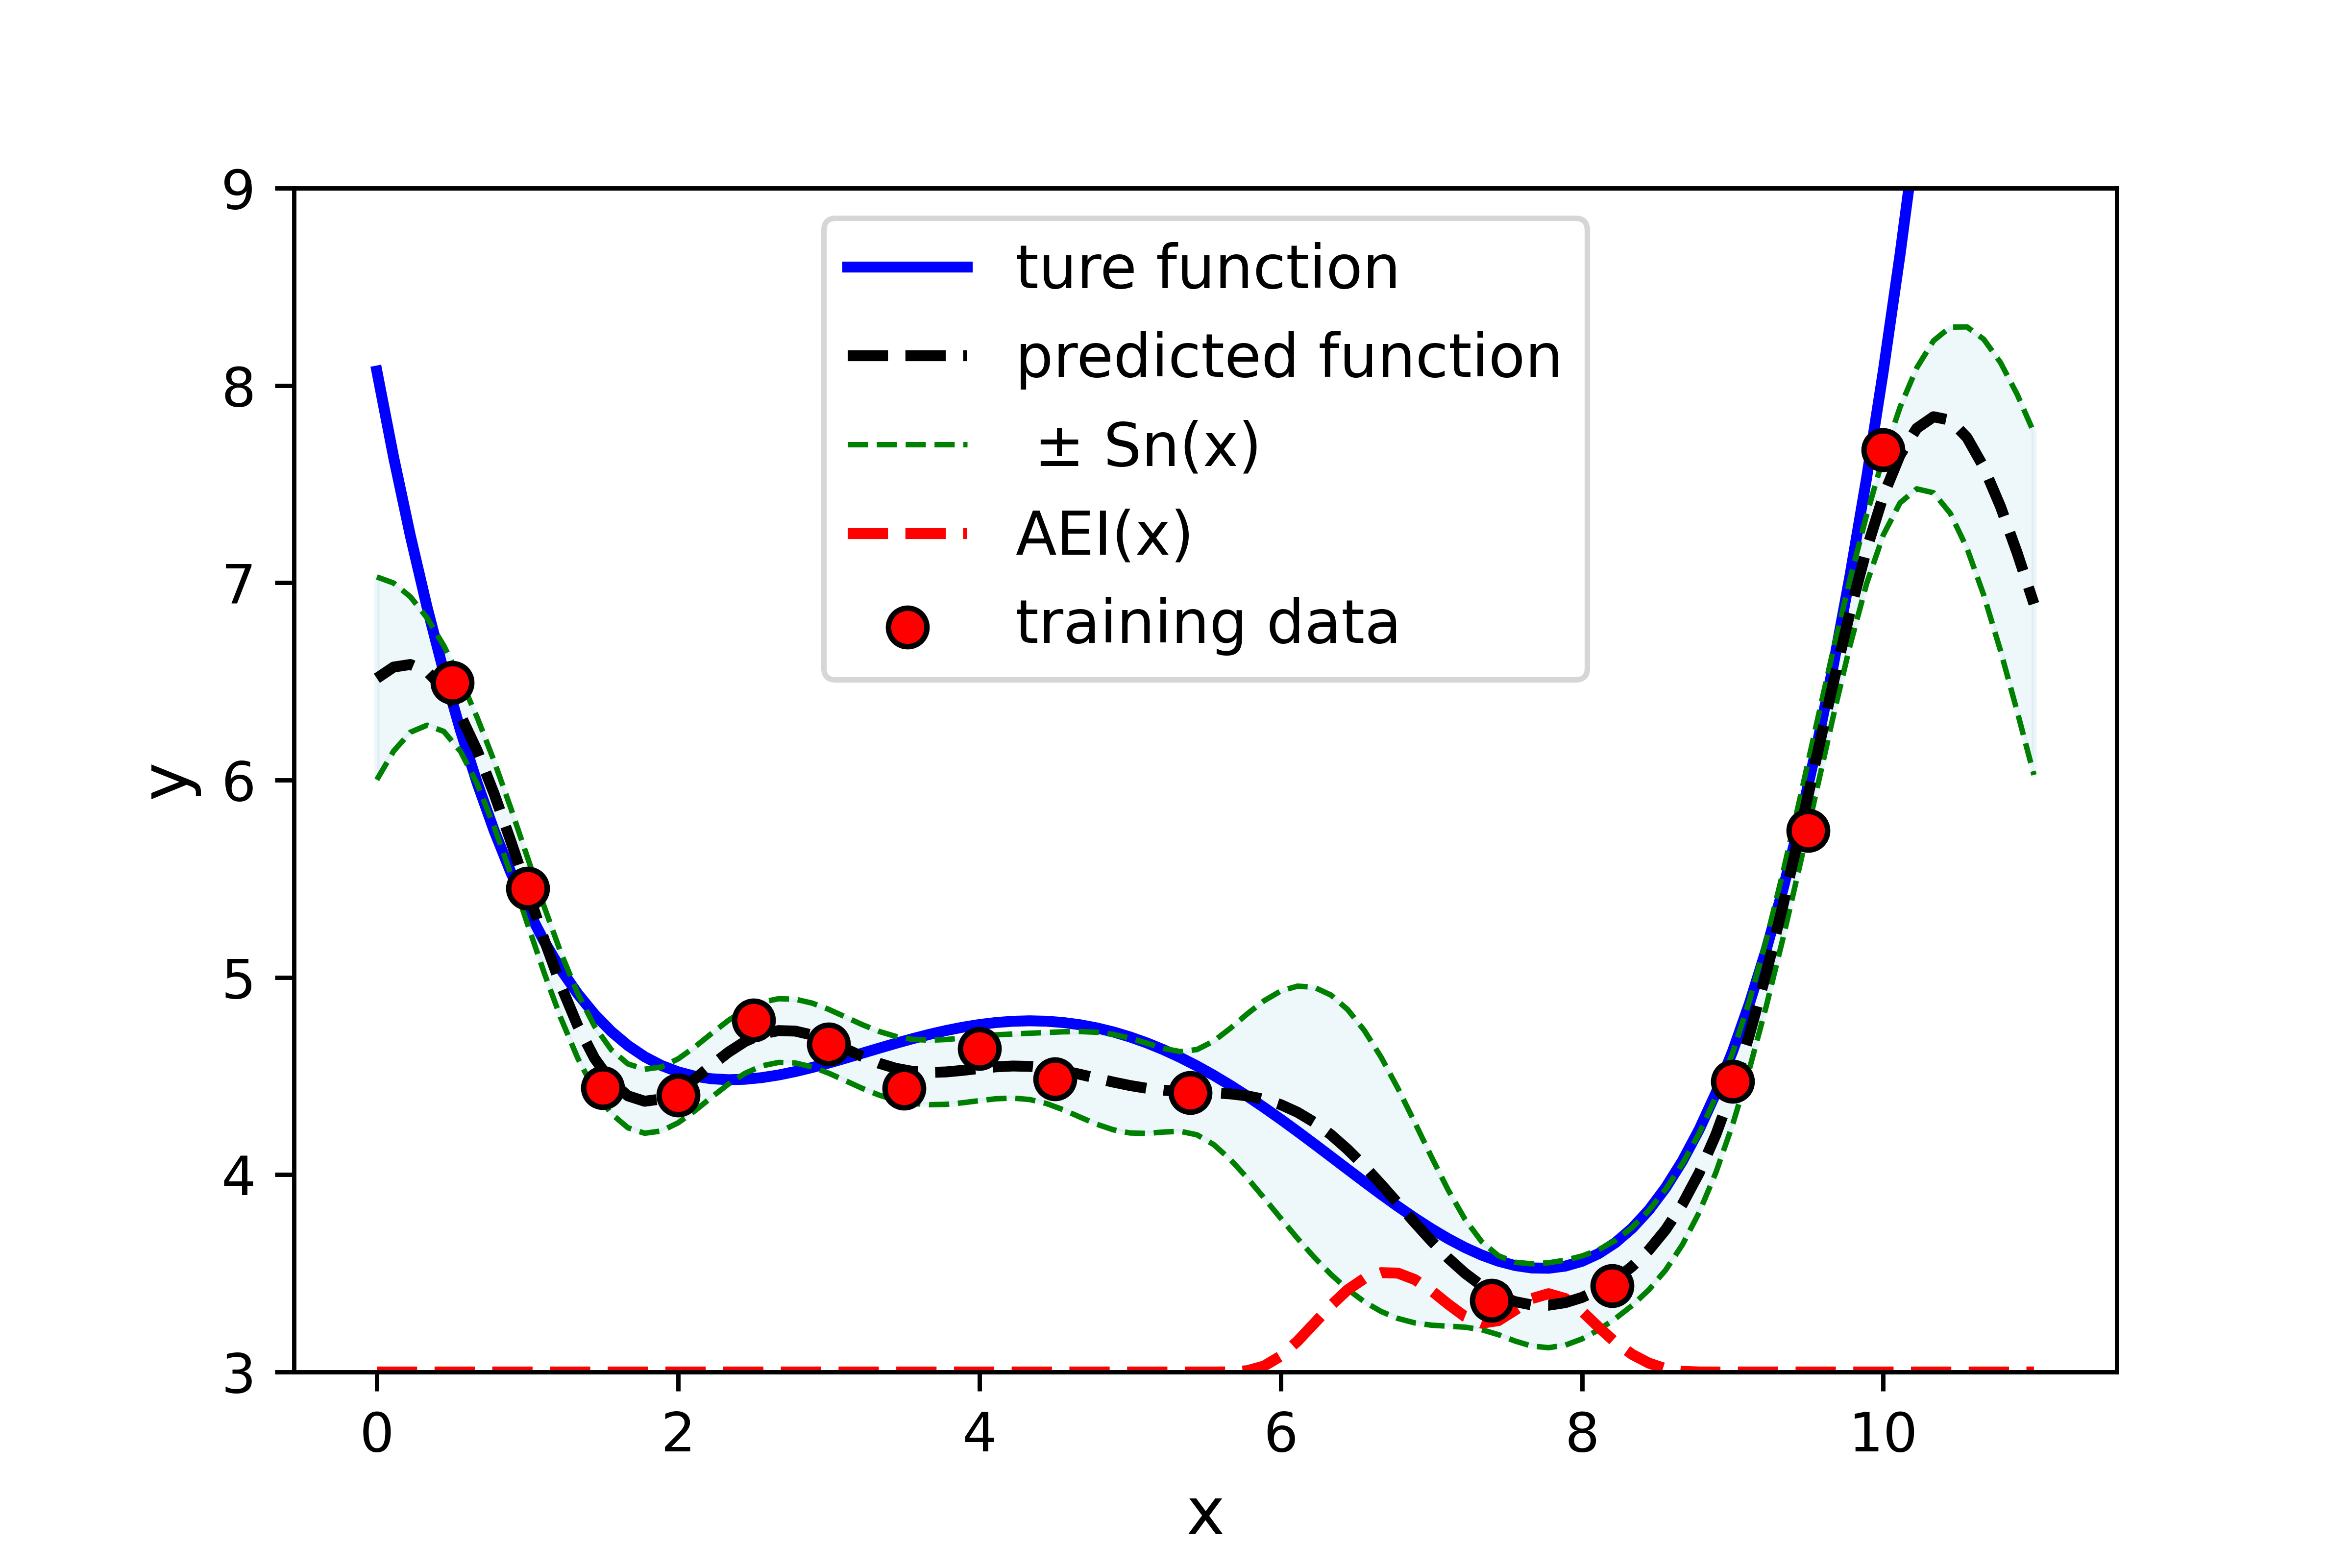 9
8
7
6
5
4
3
y
ture function
predicted function
± Sn(x)
AEI(x)
training data
0 2 4 6 8 10
x